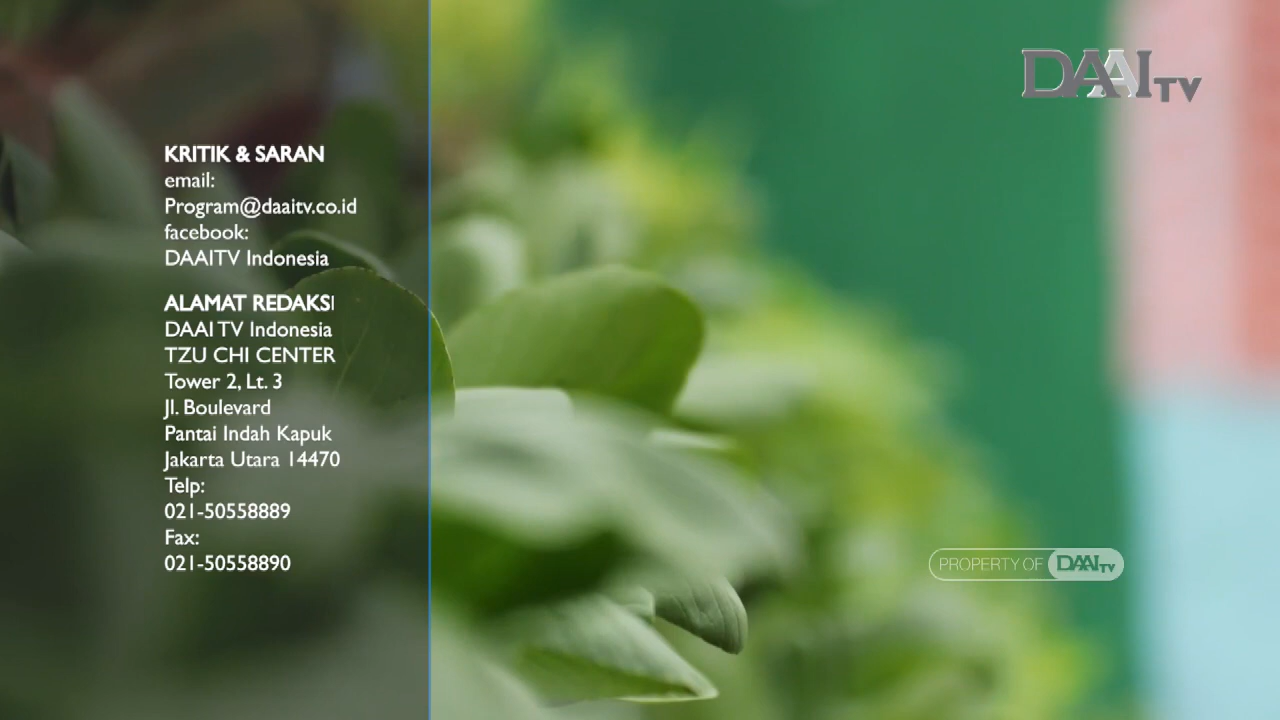 DAAI TV
KRITIK & SARAN
email:
Program@daaitv.co.id
facebook:
DAAITV Indonesia
ALAMAT REDAKSI
DAAI TV Indonesia
TZU CHI CENTER
Tower 2, Lt. 3
Jl. Boulevard
Pantai Indah Kapuk
Jakarta Utara 14470
Telp:
021-50558889
Fax:
021-50558890
PROPERTY OF DAAI TV